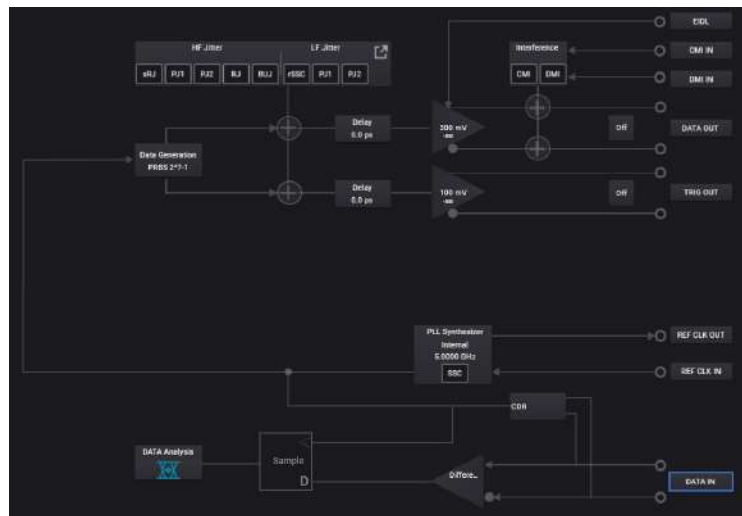 HF Jitter
LF Jitter
sRJ
PJ1
PJ2
RJ
BUJ
rSSC
PJ1
PJ2
Interference
CMI
DMI
EIDL
CMI IN
DMI IN
Delay
0.0 ps
300 mV
Off
DATA OUT
Data Generation
PRBS 2^7-1
Delay
0.0 ps
100 mV
Off
TRIG OUT
PLL Synthesizer
Internal
5.0000 GHz
SSC
REF CLK OUT
REF CLK IN
CDR
DATA Analysis
Sample
D
Differe...
DATA IN